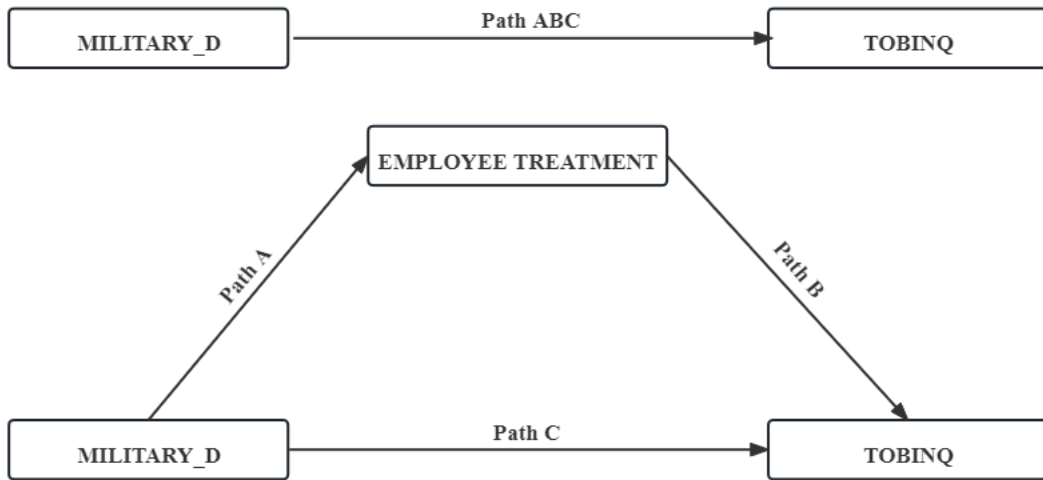 Path ABC
MILITARY_D
TOBINQ
EMPLOYEE TREATMENT
Path A
Path B
Path C
MILITARY_D
TOBINQ